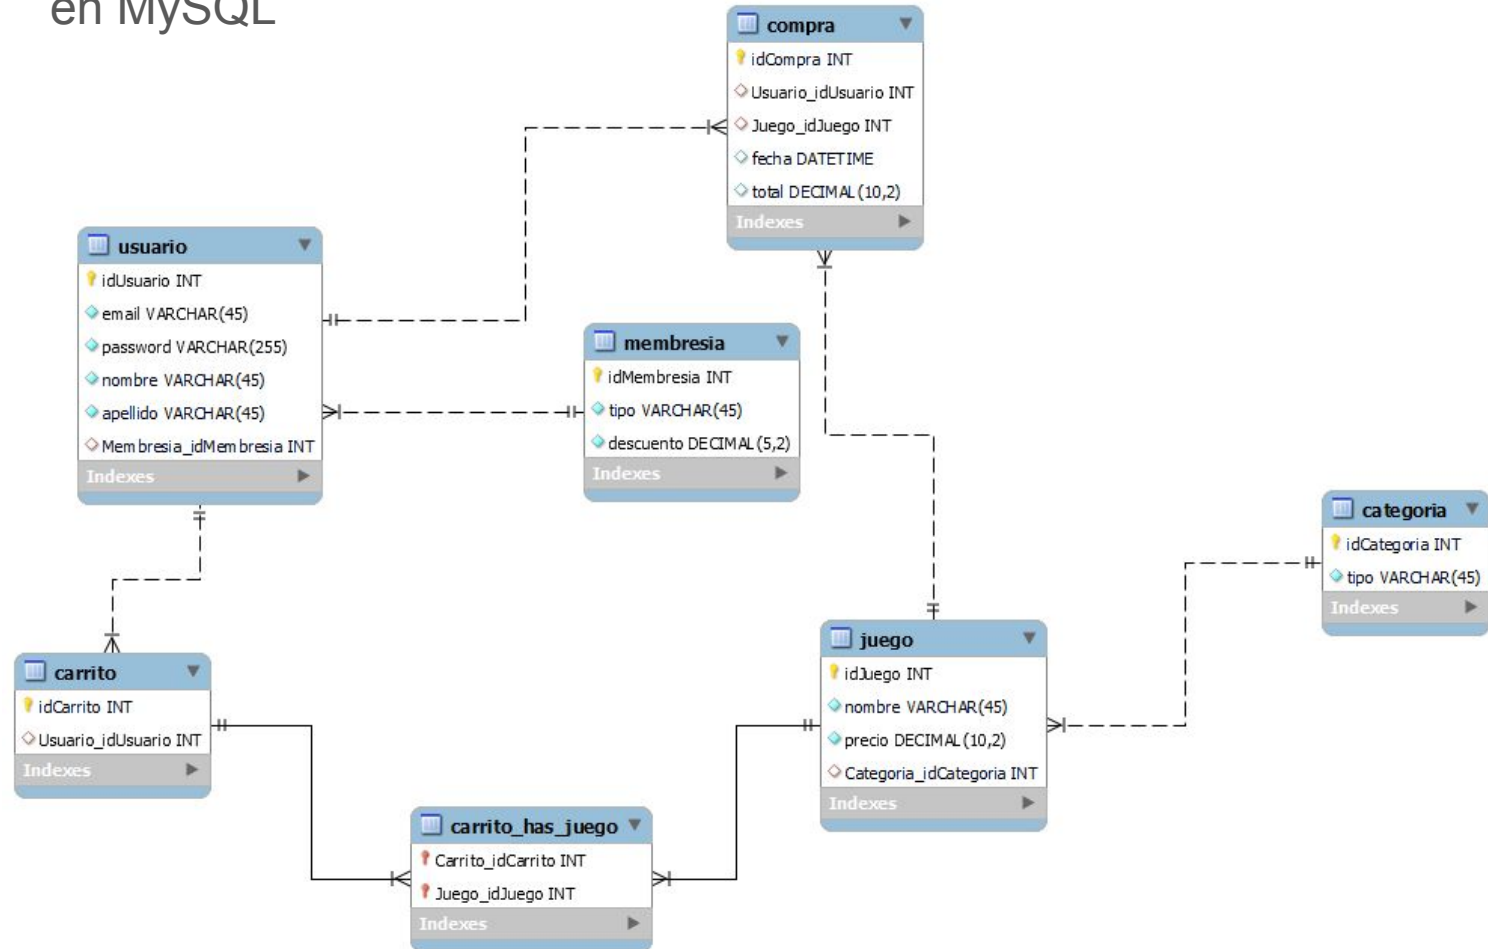 en MySQL
compra
idCompra INT
Usuario_idUsuario INT
Juego_idJuego INT
fecha DATETIME
total DECIMAL(10,2)
Indexes
usuario
idUsuario INT
email VARCHAR(45)
password VARCHAR(255)
nombre VARCHAR(45)
apellido VARCHAR(45)
Membresia_idMembresia INT
Indexes
membresia
idMembresia INT
tipo VARCHAR(45)
descuento DECIMAL(5,2)
Indexes
categoria
idCategoria INT
tipo VARCHAR(45)
Indexes
carrito
idCarrito INT
Usuario_idUsuario INT
Indexes
juego
idJuego INT
nombre VARCHAR(45)
precio DECIMAL(10,2)
Categoria_idCategoria INT
Indexes
carrito_has_juego
Carrito_idCarrito INT
Juego_idJuego INT
Indexes